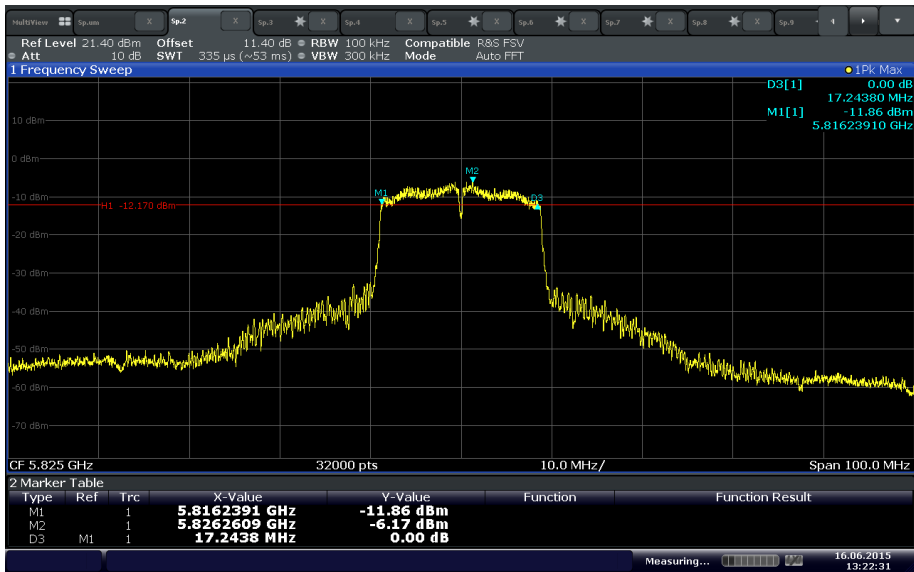 MultiView Sp.um X Sp.2 X Sp.3 X Sp.4 X Sp.5 X Sp.6 X Sp.7 X Sp.8 X Sp.9
Ref Level 21.40 dBm Offset 11.40 dB RBW 100 kHz Compatible R&S FSV
Att 10 dB SWT 335 µs (~53 ms) VBW 300 kHz Mode Auto FFT
1 Frequency Sweep 1Pk Max
D3[1] 0.00 dB
17.24380 MHz
M1[1] -11.86 dBm
5.81623910 GHz
10 dBm
0 dBm
M2
-10 dBm M1 D3
H1 -12.170 dBm
-20 dBm
-30 dBm
-40 dBm
-50 dBm
-60 dBm
-70 dBm
CF 5.825 GHz 32000 pts 10.0 MHz/ Span 100.0 MHz
2 Marker Table
Type Ref Trc X-Value Y-Value Function Function Result
M1 1 5.8162391 GHz -11.86 dBm
M2 1 5.8262609 GHz -6.17 dBm
D3 M1 1 17.2438 MHz 0.00 dB
Measuring... 16.06.2015
13:22:31